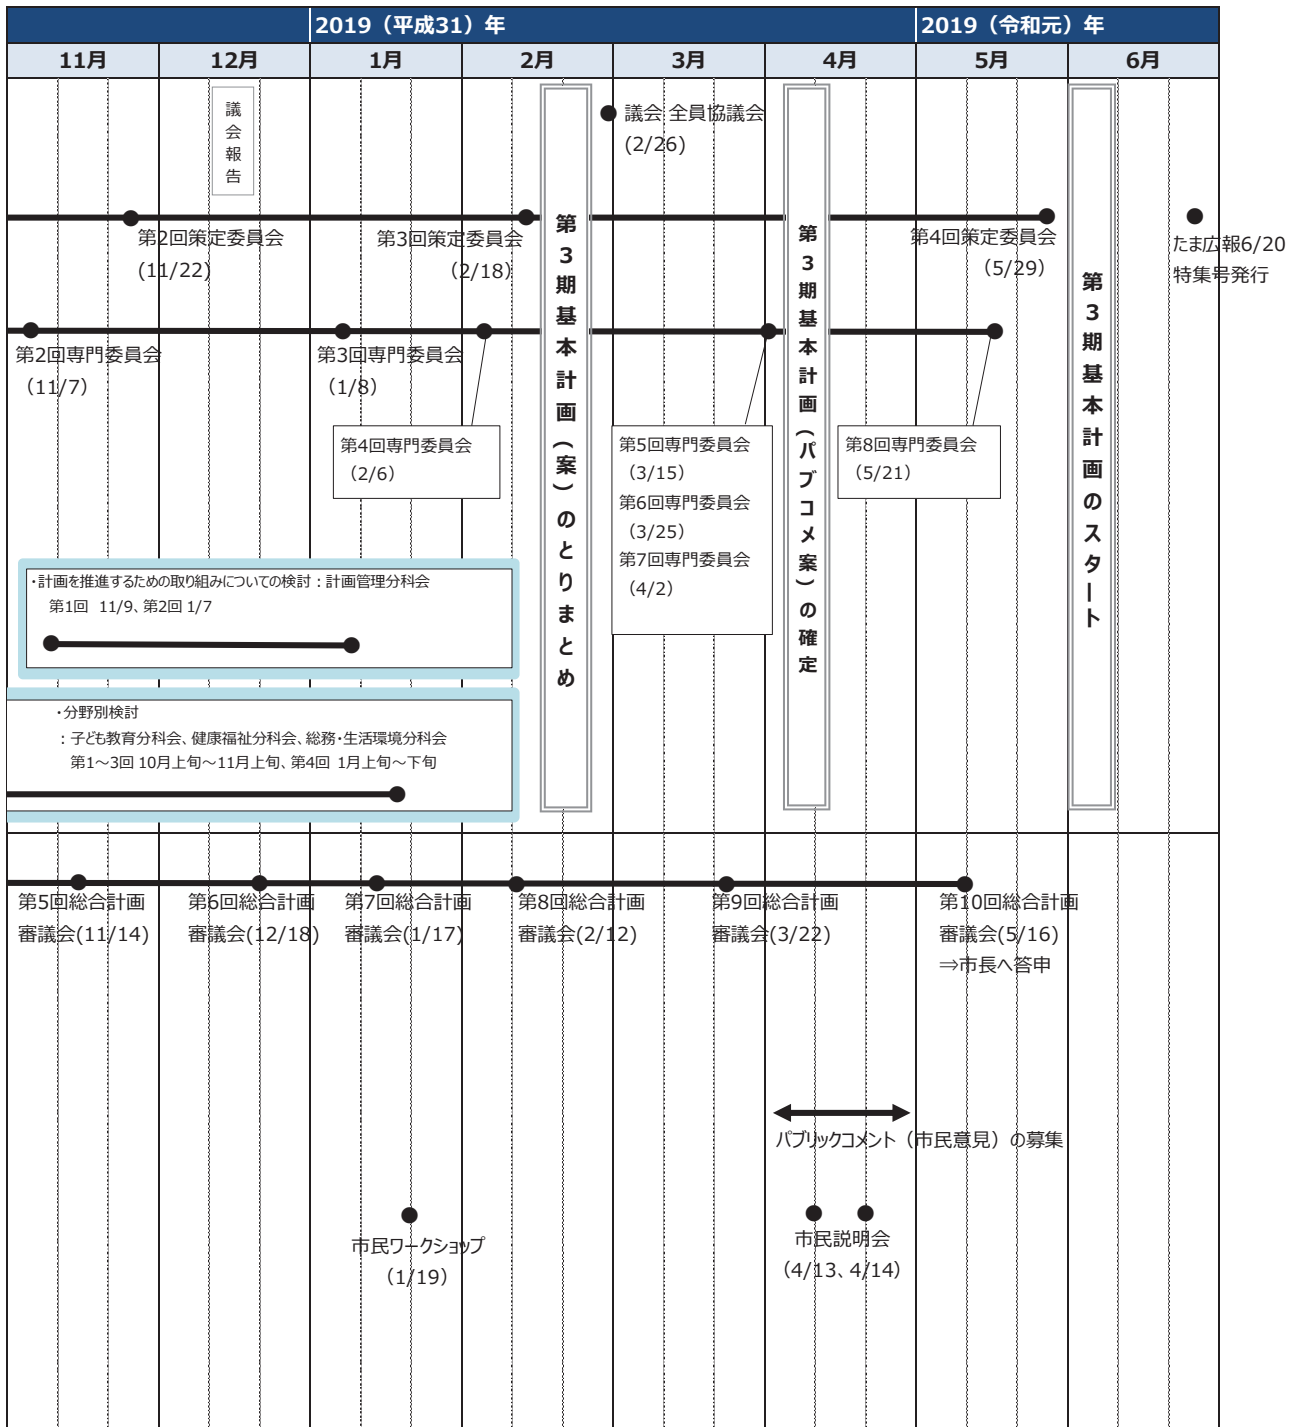 2019（平成31）年
2019（令和元）年
11月
12月
1月
2月
3月
4月
5月
6月
議会報告
議会 全員協議会
(2/26)
第2回策定委員会
(11/22)
第3回策定委員会
(2/18)
第4回策定委員会
(5/29)
たま広報6/20
特集号発行
第2回専門委員会
(11/7)
第3回専門委員会
(1/8)
第4回専門委員会
(2/6)
第5回専門委員会
(3/15)
第6回専門委員会
(3/25)
第7回専門委員会
(4/2)
第8回専門委員会
(5/21)
第3期基本計画（案）のとりまとめ
第3期基本計画（パブコメ案）の確定
第3期基本計画のスタート
・計画を推進するための取り組みについての検討：計画管理分科会
第1回 11/9、第2回 1/7
・分野別検討
：子ども教育分科会、健康福祉分科会、総務・生活環境分科会
第1～3回 10月上旬～11月上旬、第4回 1月上旬～下旬
第5回総合計画
審議会(11/14)
第6回総合計画
審議会(12/18)
第7回総合計画
審議会(1/17)
第8回総合計画
審議会(2/12)
第9回総合計画
審議会(3/22)
第10回総合計画
審議会(5/16)
⇒市長へ答申
パブリックコメント（市民意見）の募集
市民ワークショップ
（1/19）
市民説明会
（4/13、4/14）